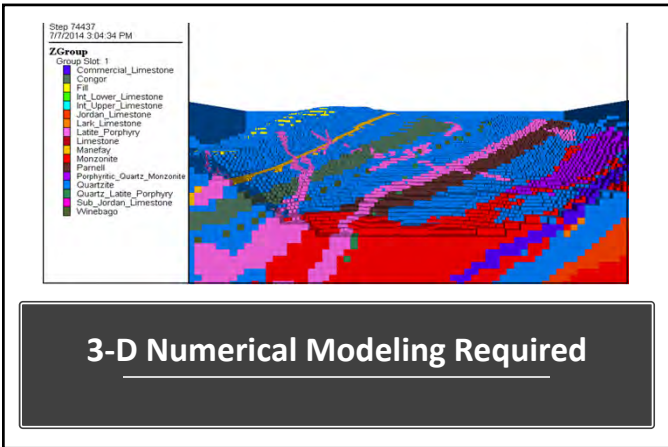 Step 74437
7/7/2014 3:04:34 PM
ZGroup
Group Slot: 1
Commercial_Limestone
Congor
Fill
Int_Lower_Limestone
Int_Upper_Limestone
Jordan_Limestone
Lark_Limestone
Latite_Porphyry
Limestone
Manefay
Monzonite
Parnell
Porphyritic_Quartz_Monzonite
Quartzite
Quartz_Latite_Porphyry
Sub_Jordan_Limestone
Winebago
3-D Numerical Modeling Required